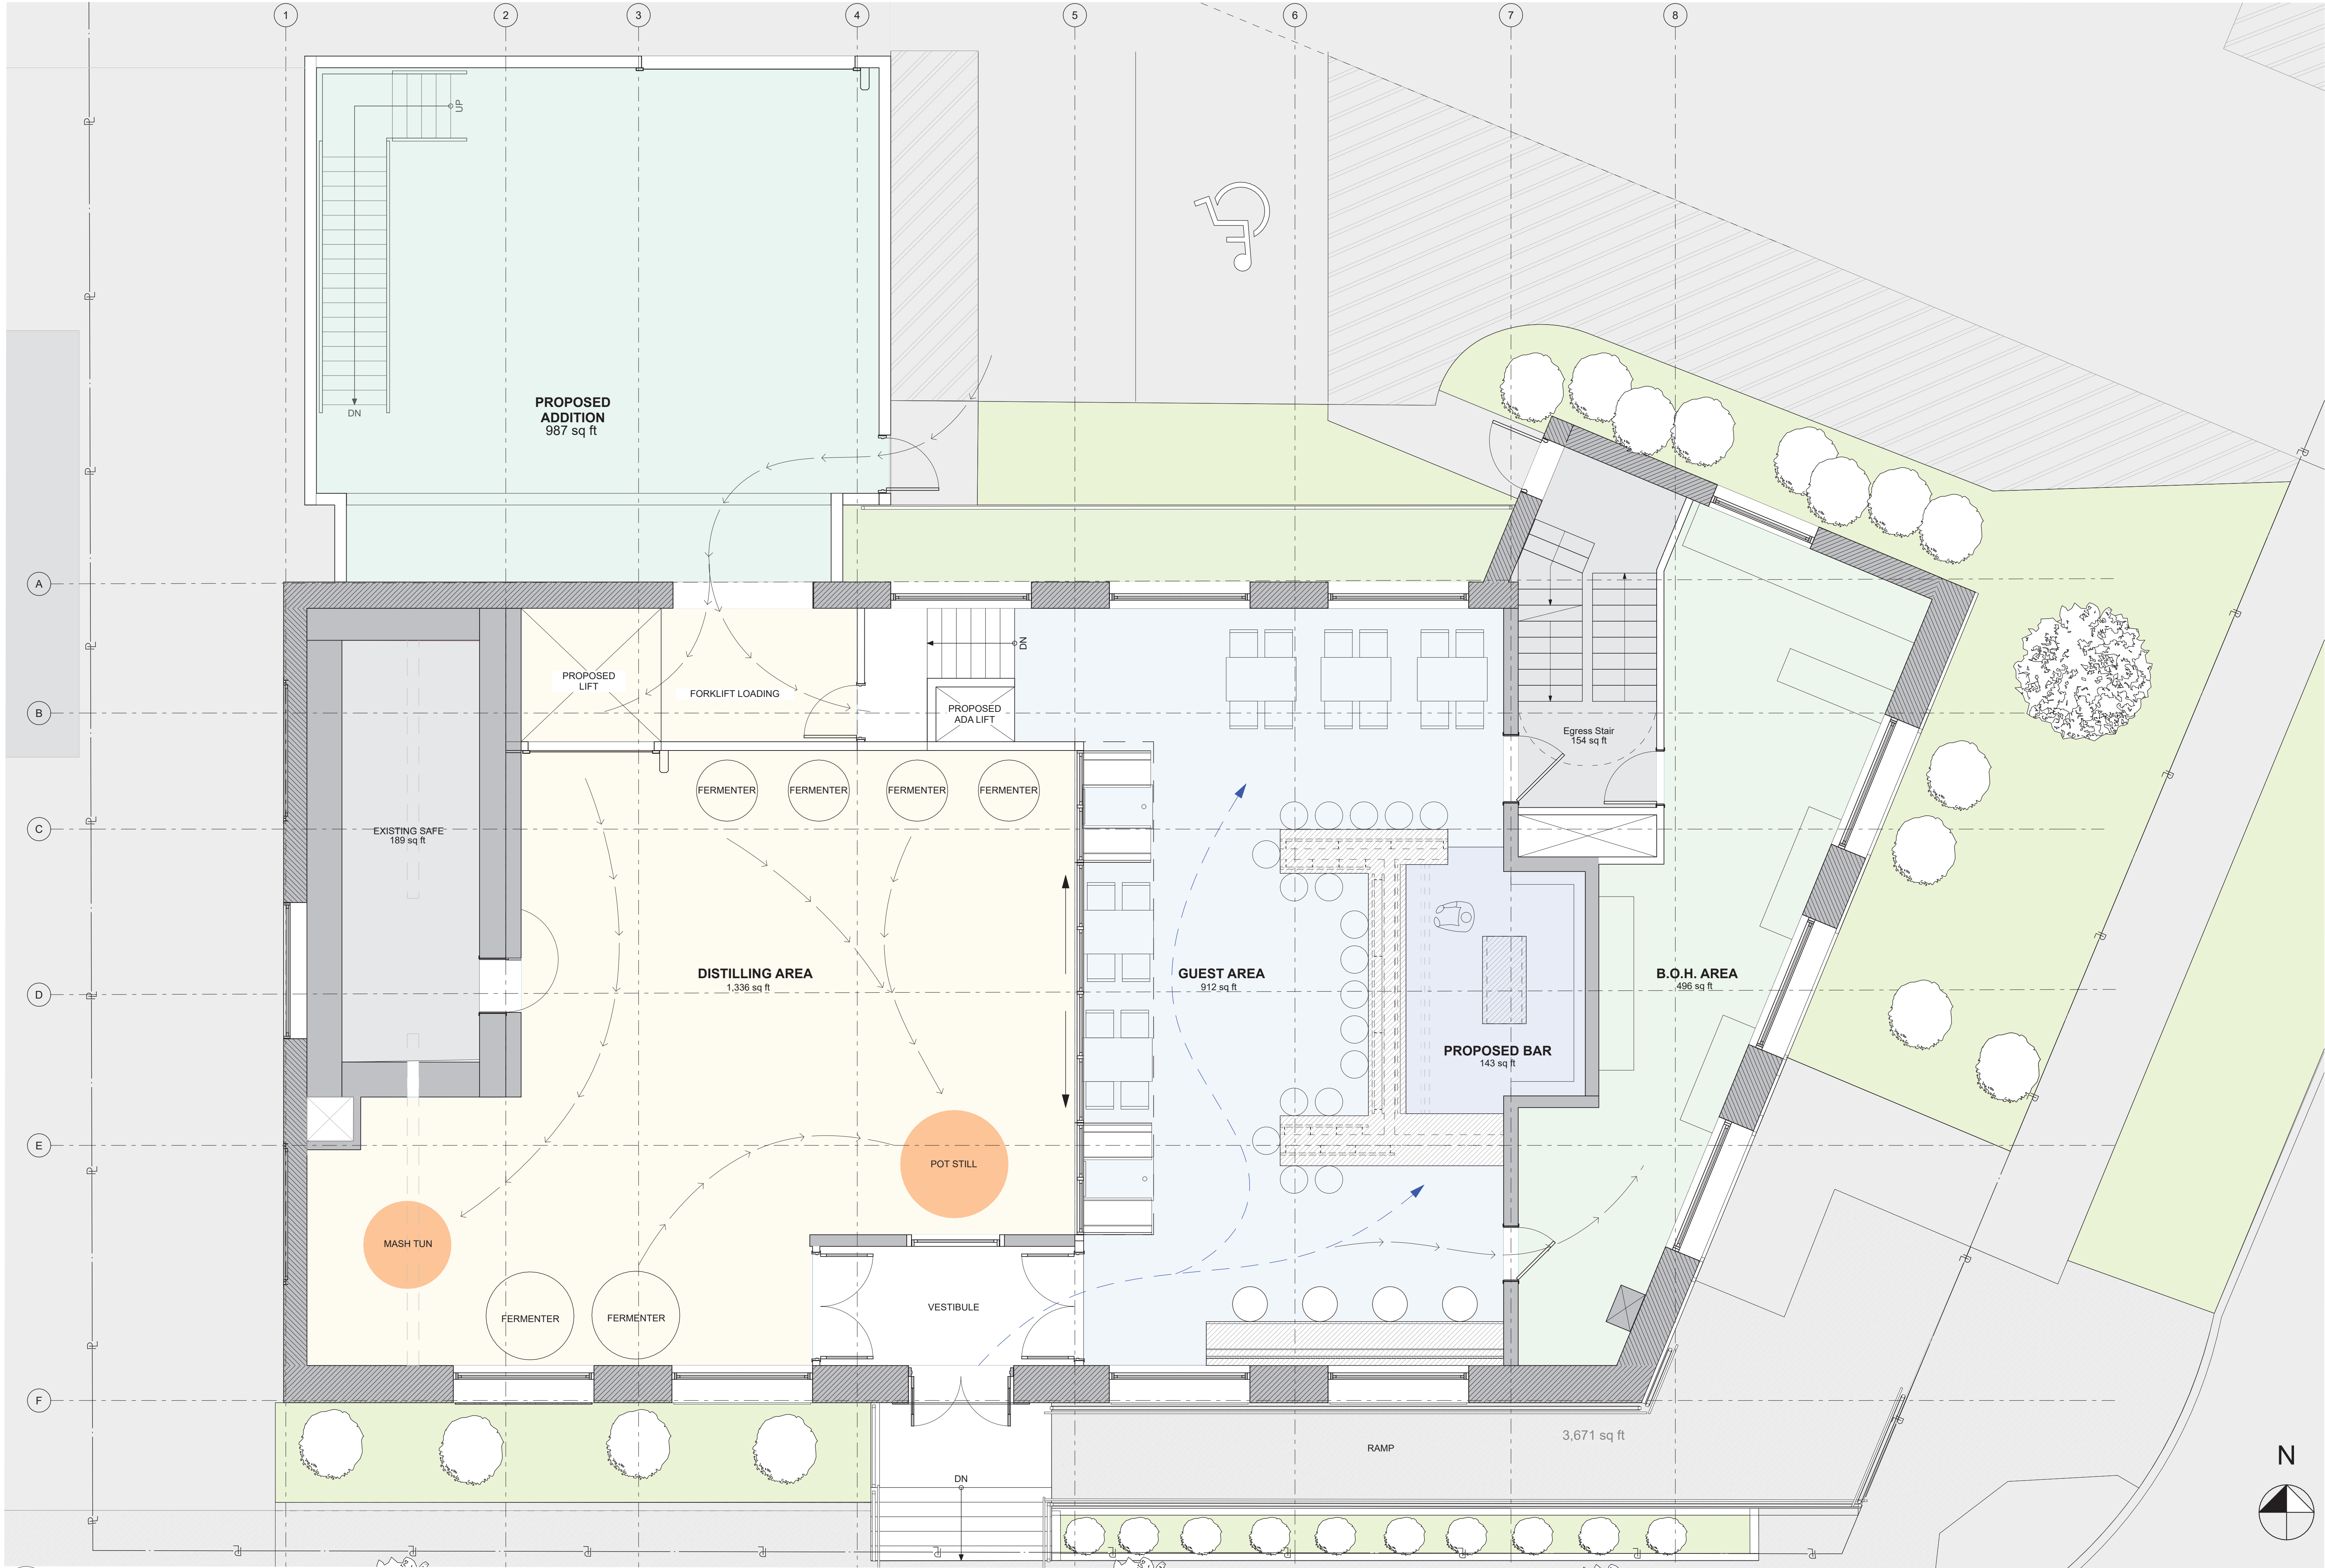 1
2
3
4
5
6
7
8
UP
DN
PROPOSED
ADDITION
987 sq ft
A
PROPOSED
LIFT
FORKLIFT LOADING
DN
B
PROPOSED
ADA LIFT
Egress Stair
154 sq ft
FERMENTER
FERMENTER
FERMENTER
FERMENTER
C
EXISTING SAFE
189 sq ft
D
DISTILLING AREA
1,336 sq ft
GUEST AREA
912 sq ft
B.O.H. AREA
496 sq ft
PROPOSED BAR
143 sq ft
E
POT STILL
MASH TUN
FERMENTER
FERMENTER
VESTIBULE
F
3,671 sq ft
RAMP
N
DN